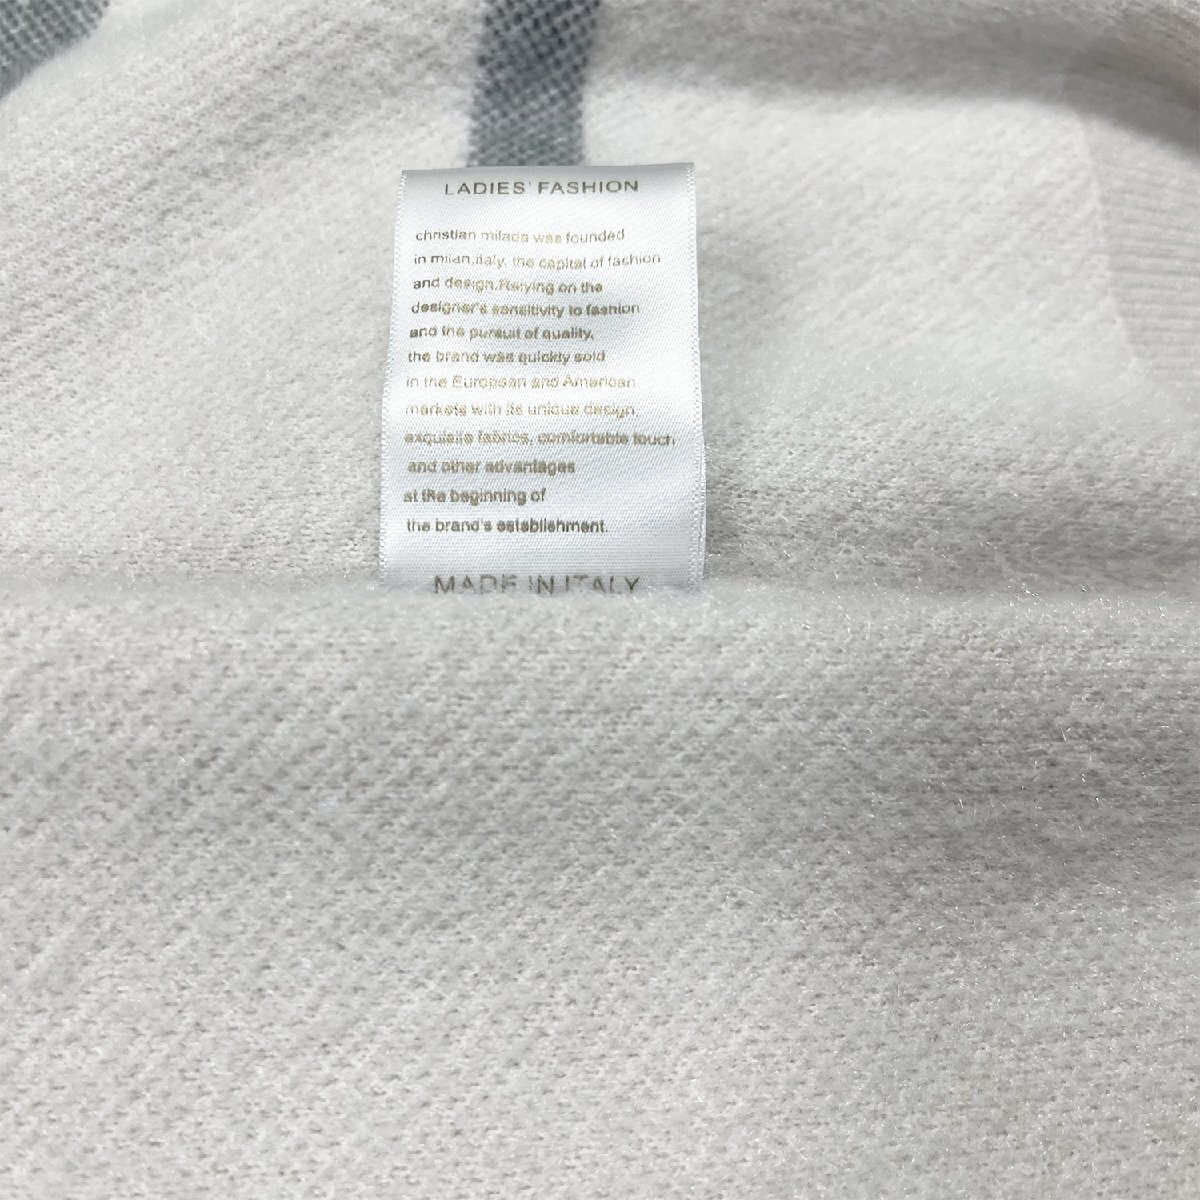 LADIES' FASHION
christian milada was founded
in milan,italy, the capital of fashion
and design.Relying on the
designer's sensitivity to fashion
and the pursuit of quality,
the brand was quickly sold
in the European and American
markets with its unique design,
exquisite fabrics, comfortable touch
and other advantages
at the beginning of
the brand's establishment.
MADE IN ITALY